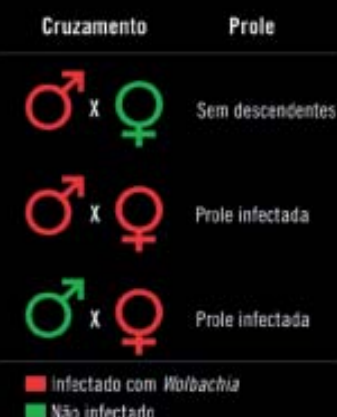 Cruzamento Prole
x Sem descendentes
x Prole infectada
x Prole infectada
Infectado com Wolbachia
Não infectado